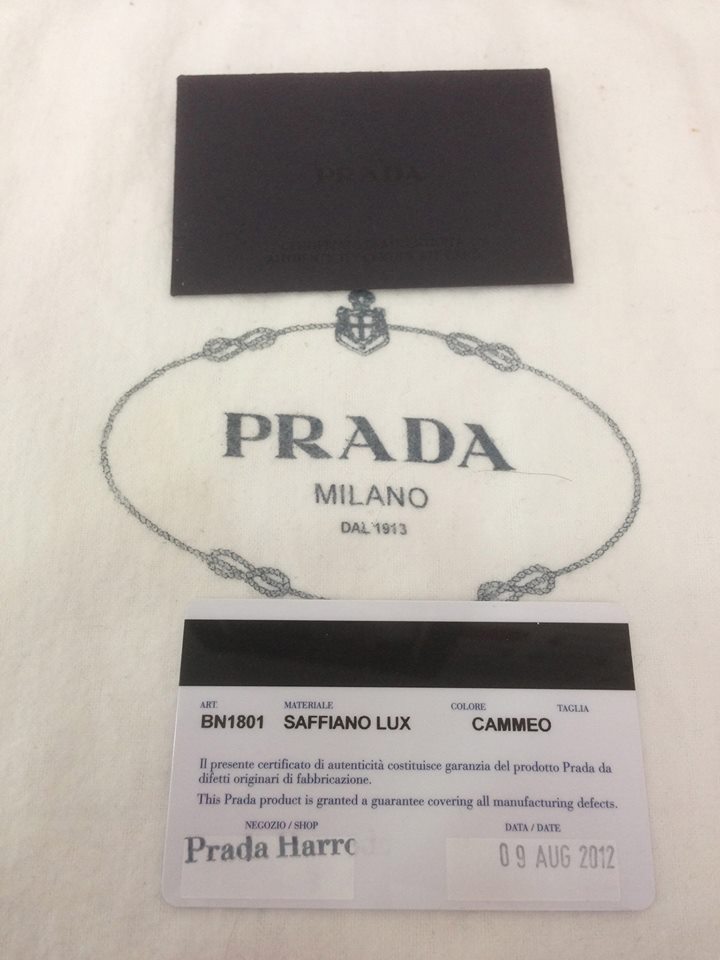 PRADA
PRADA
MILANO
DAL 1913
ART. MATERIALE COLORE TAGLIA
BN1801 SAFFIANO LUX CAMMEO
Il presente certificato di autenticità costituisce garanzia del prodotto Prada da
difetti originari di fabbricazione.
This Prada product is granted a guarantee covering all manufacturing defects.
NEGOZIO / SHOP DATA / DATE
Prada Harro 09 AUG 2012